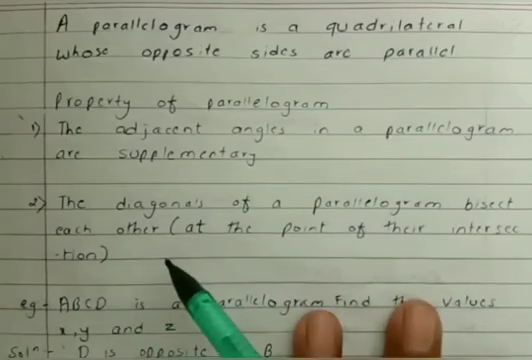 A parallelogram is a quadrilateral
whose opposite sides are parallel
Property of parallelogram
1) The adjacent angles in a parallelogram
are supplementary
2) The diagonals of a parallelogram bisect
each other (at the point of their intersec
-tion)
eg- ABCD is a parallelogram Find the values
x, y and z
Soln- D is opposite B